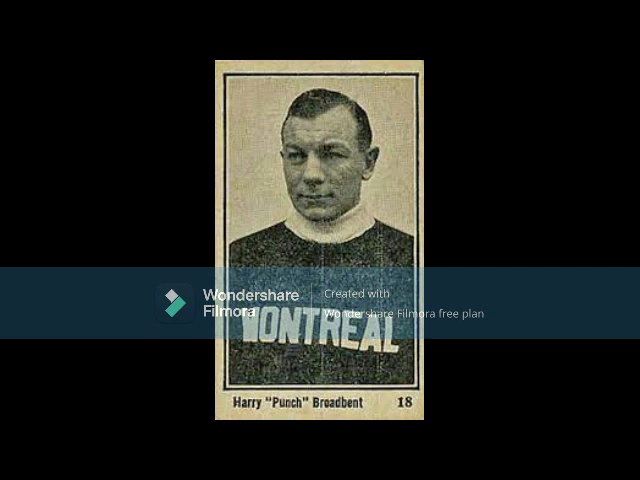 Wondershare
Filmora
Created with
Wondershare Filmora free plan
MONTREAL
Harry "Punch" Broadbent 18